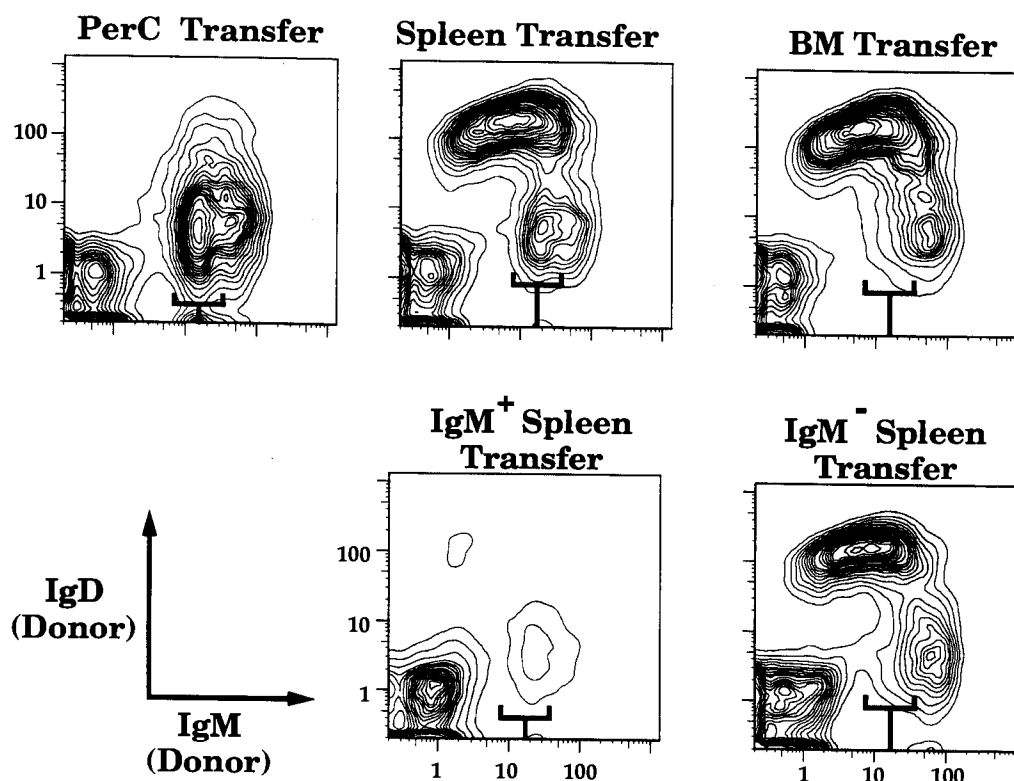 PerC Transfer
Spleen Transfer
BM Transfer
100
10
1
IgM+ Spleen
Transfer
IgM- Spleen
Transfer
100
10
1
IgD
(Donor)
IgM
(Donor)
1
10
100
1
10
100